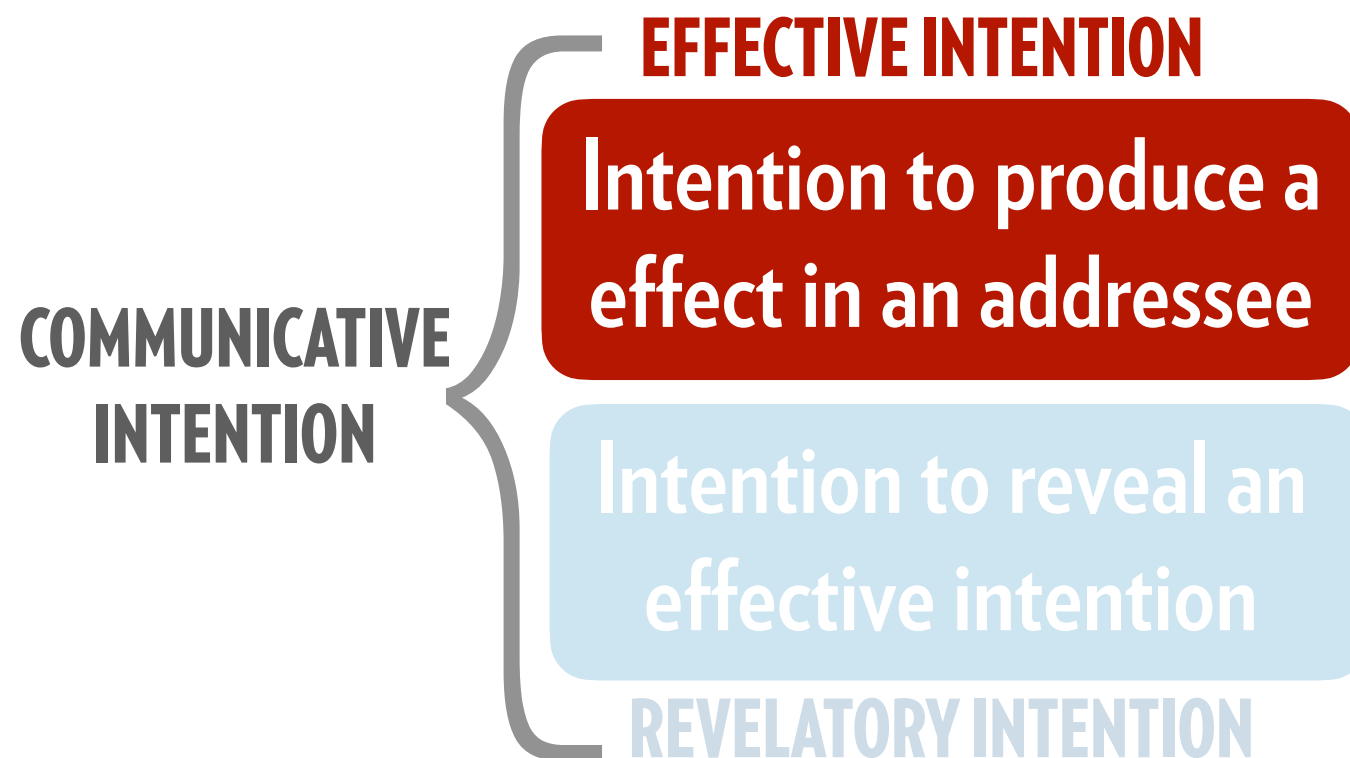 EFFECTIVE INTENTION
Intention to produce a
effect in an addressee
COMMUNICATIVE
INTENTION
Intention to reveal an
effective intention
REVELATORY INTENTION